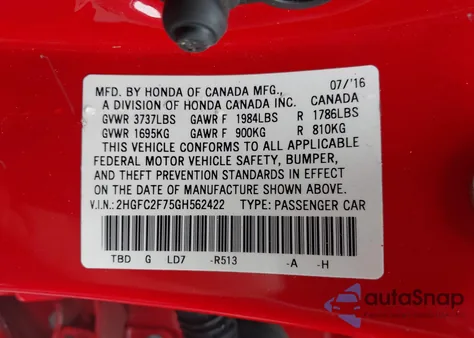 MFD. BY HONDA OF CANADA MFG., 07/'16
A DIVISION OF HONDA CANADA INC. CANADA
GVWR 3737LBS GAWR F 1984LBS R 1786LBS
GVWR 1695KG GAWR F 900KG R 810KG
THIS VEHICLE CONFORMS TO ALL APPLICABLE
FEDERAL MOTOR VEHICLE SAFETY, BUMPER,
AND THEFT PREVENTION STANDARDS IN EFFECT
ON THE DATE OF MANUFACTURE SHOWN ABOVE.
V.I.N.: 2HGFC2F75GH562422 TYPE: PASSENGER CAR
TBD G LD7 -R513 -A -H
autoSnap